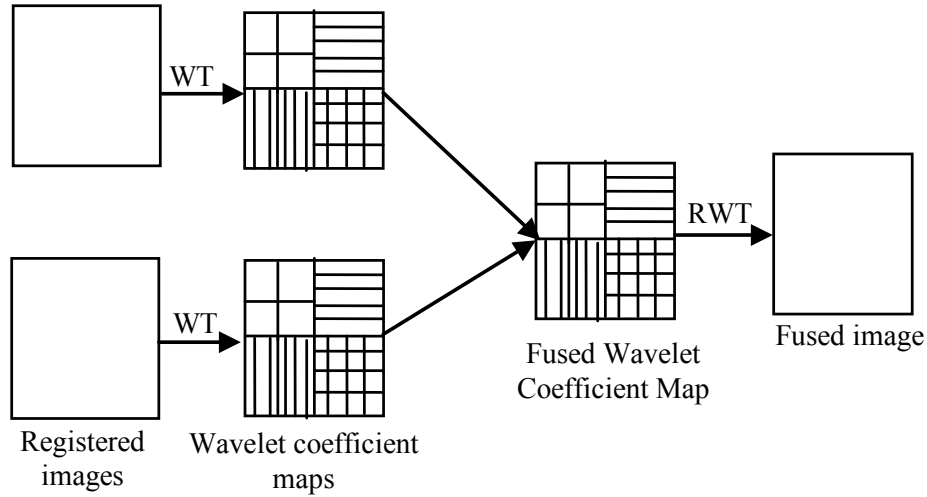 WT
RWT
WT
Fused image
Fused Wavelet
Coefficient Map
Registered
images
Wavelet coefficient
maps